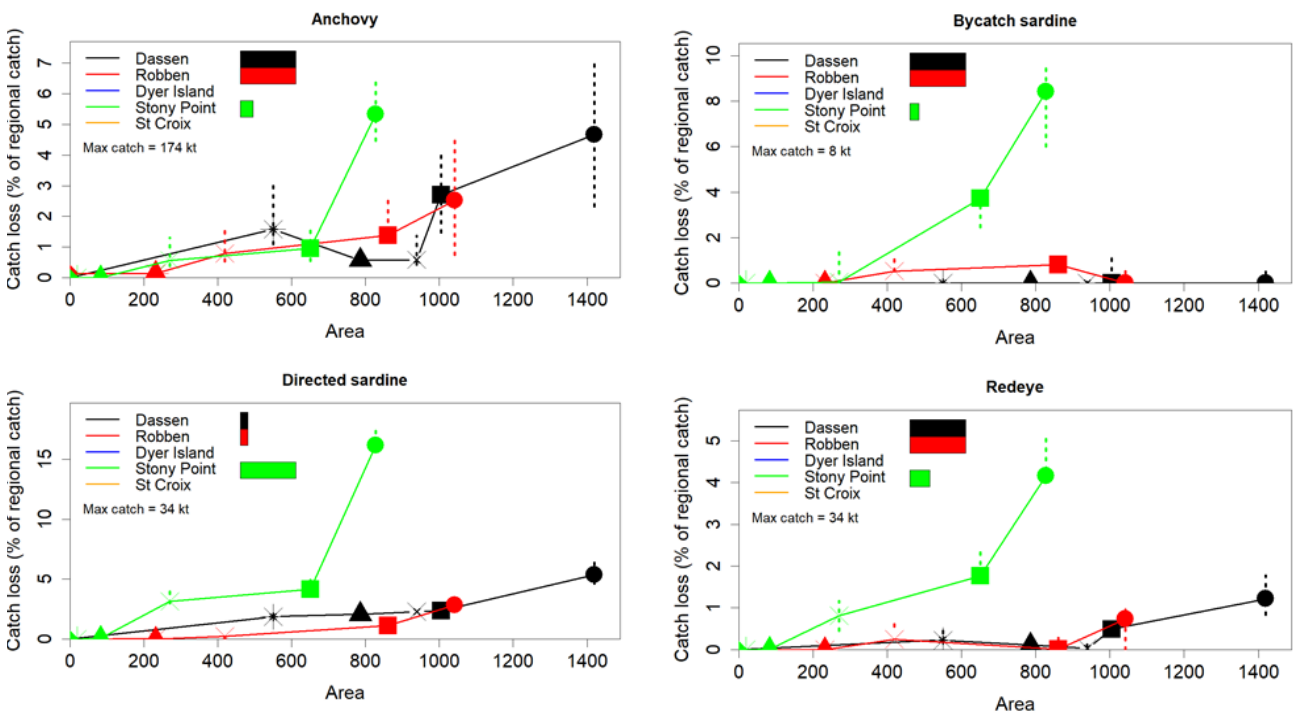 Anchovy
Catch loss (% of regional catch)
7
6
5
4
3
2
1
0
Dassen
Robben
Dyer Island
Stony Point
St Croix
Max catch = 174 kt
0 200 400 600 800 1000 1200 1400
Area
Bycatch sardine
Catch loss (% of regional catch)
10
8
6
4
2
0
Dassen
Robben
Dyer Island
Stony Point
St Croix
Max catch = 8 kt
0 200 400 600 800 1000 1200 1400
Area
Directed sardine
Catch loss (% of regional catch)
15
10
5
0
Dassen
Robben
Dyer Island
Stony Point
St Croix
Max catch = 34 kt
0 200 400 600 800 1000 1200 1400
Area
Redeye
Catch loss (% of regional catch)
5
4
3
2
1
0
Dassen
Robben
Dyer Island
Stony Point
St Croix
Max catch = 34 kt
0 200 400 600 800 1000 1200 1400
Area